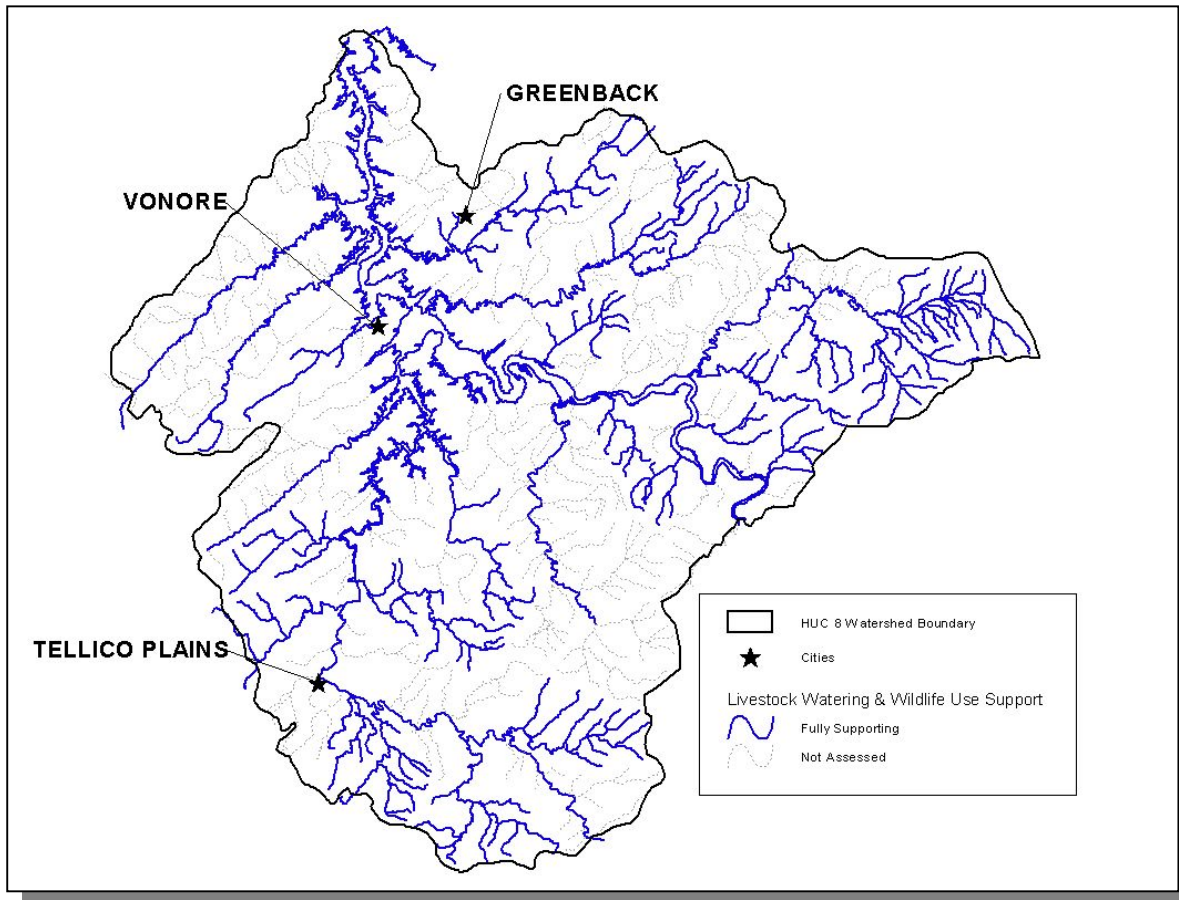 GREENBACK
VONORE
TELLICO PLAINS
HUC 8 Watershed Boundary
Cities
Livestock Watering & Wildlife Use Support
Fully Supporting
Not Assessed